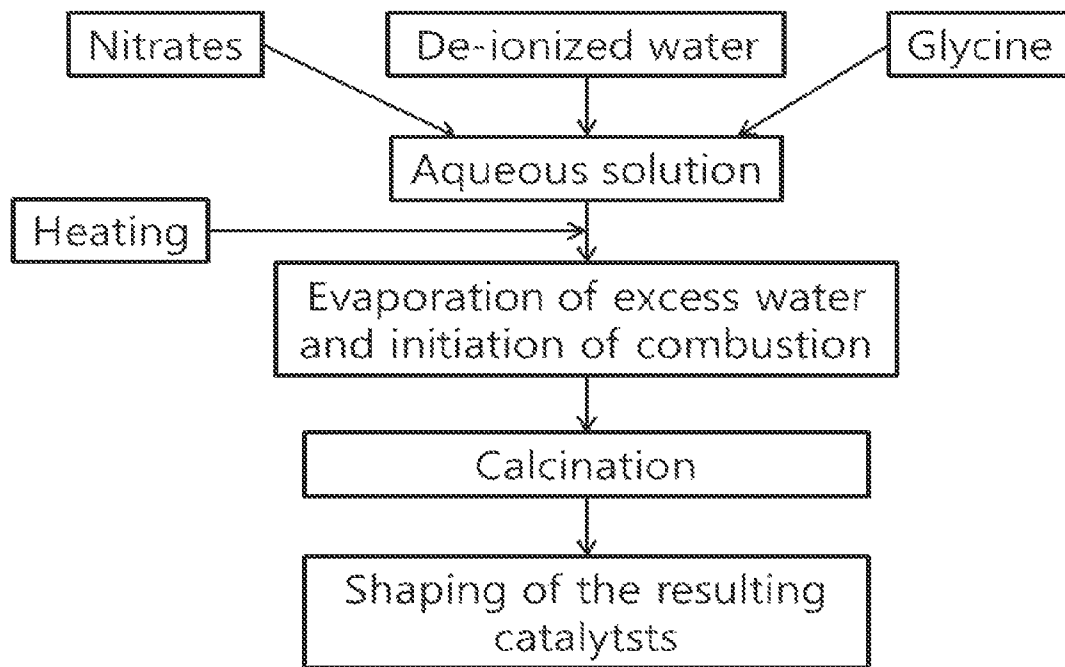 Nitrates
De-ionized water
Glycine
Aqueous solution
Heating
Evaporation of excess water
and initiation of combustion
Calcination
Shaping of the resulting
catalytsts